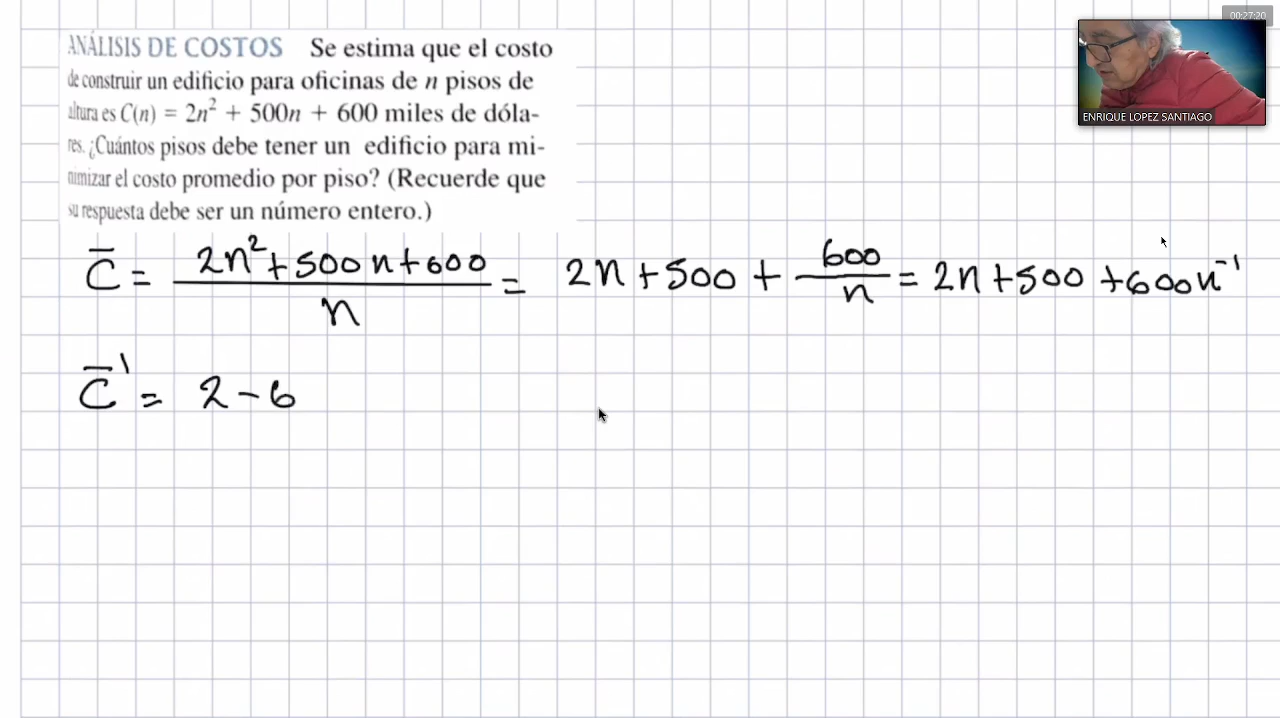 00:27:20
ENRIQUE LOPEZ SANTIAGO
ANÁLISIS DE COSTOS Se estima que el costo
de construir un edificio para oficinas de n pisos de
altura es C(n) = 2n² + 500n + 600 miles de dóla-
res. ¿Cuántos pisos debe tener un edificio para mi-
nimizar el costo promedio por piso? (Recuerde que
su respuesta debe ser un número entero.)
C̅ = (2n² + 500n + 600) / n = 2n + 500 + 600/n = 2n + 500 + 600n⁻¹
C̅' = 2 - 6